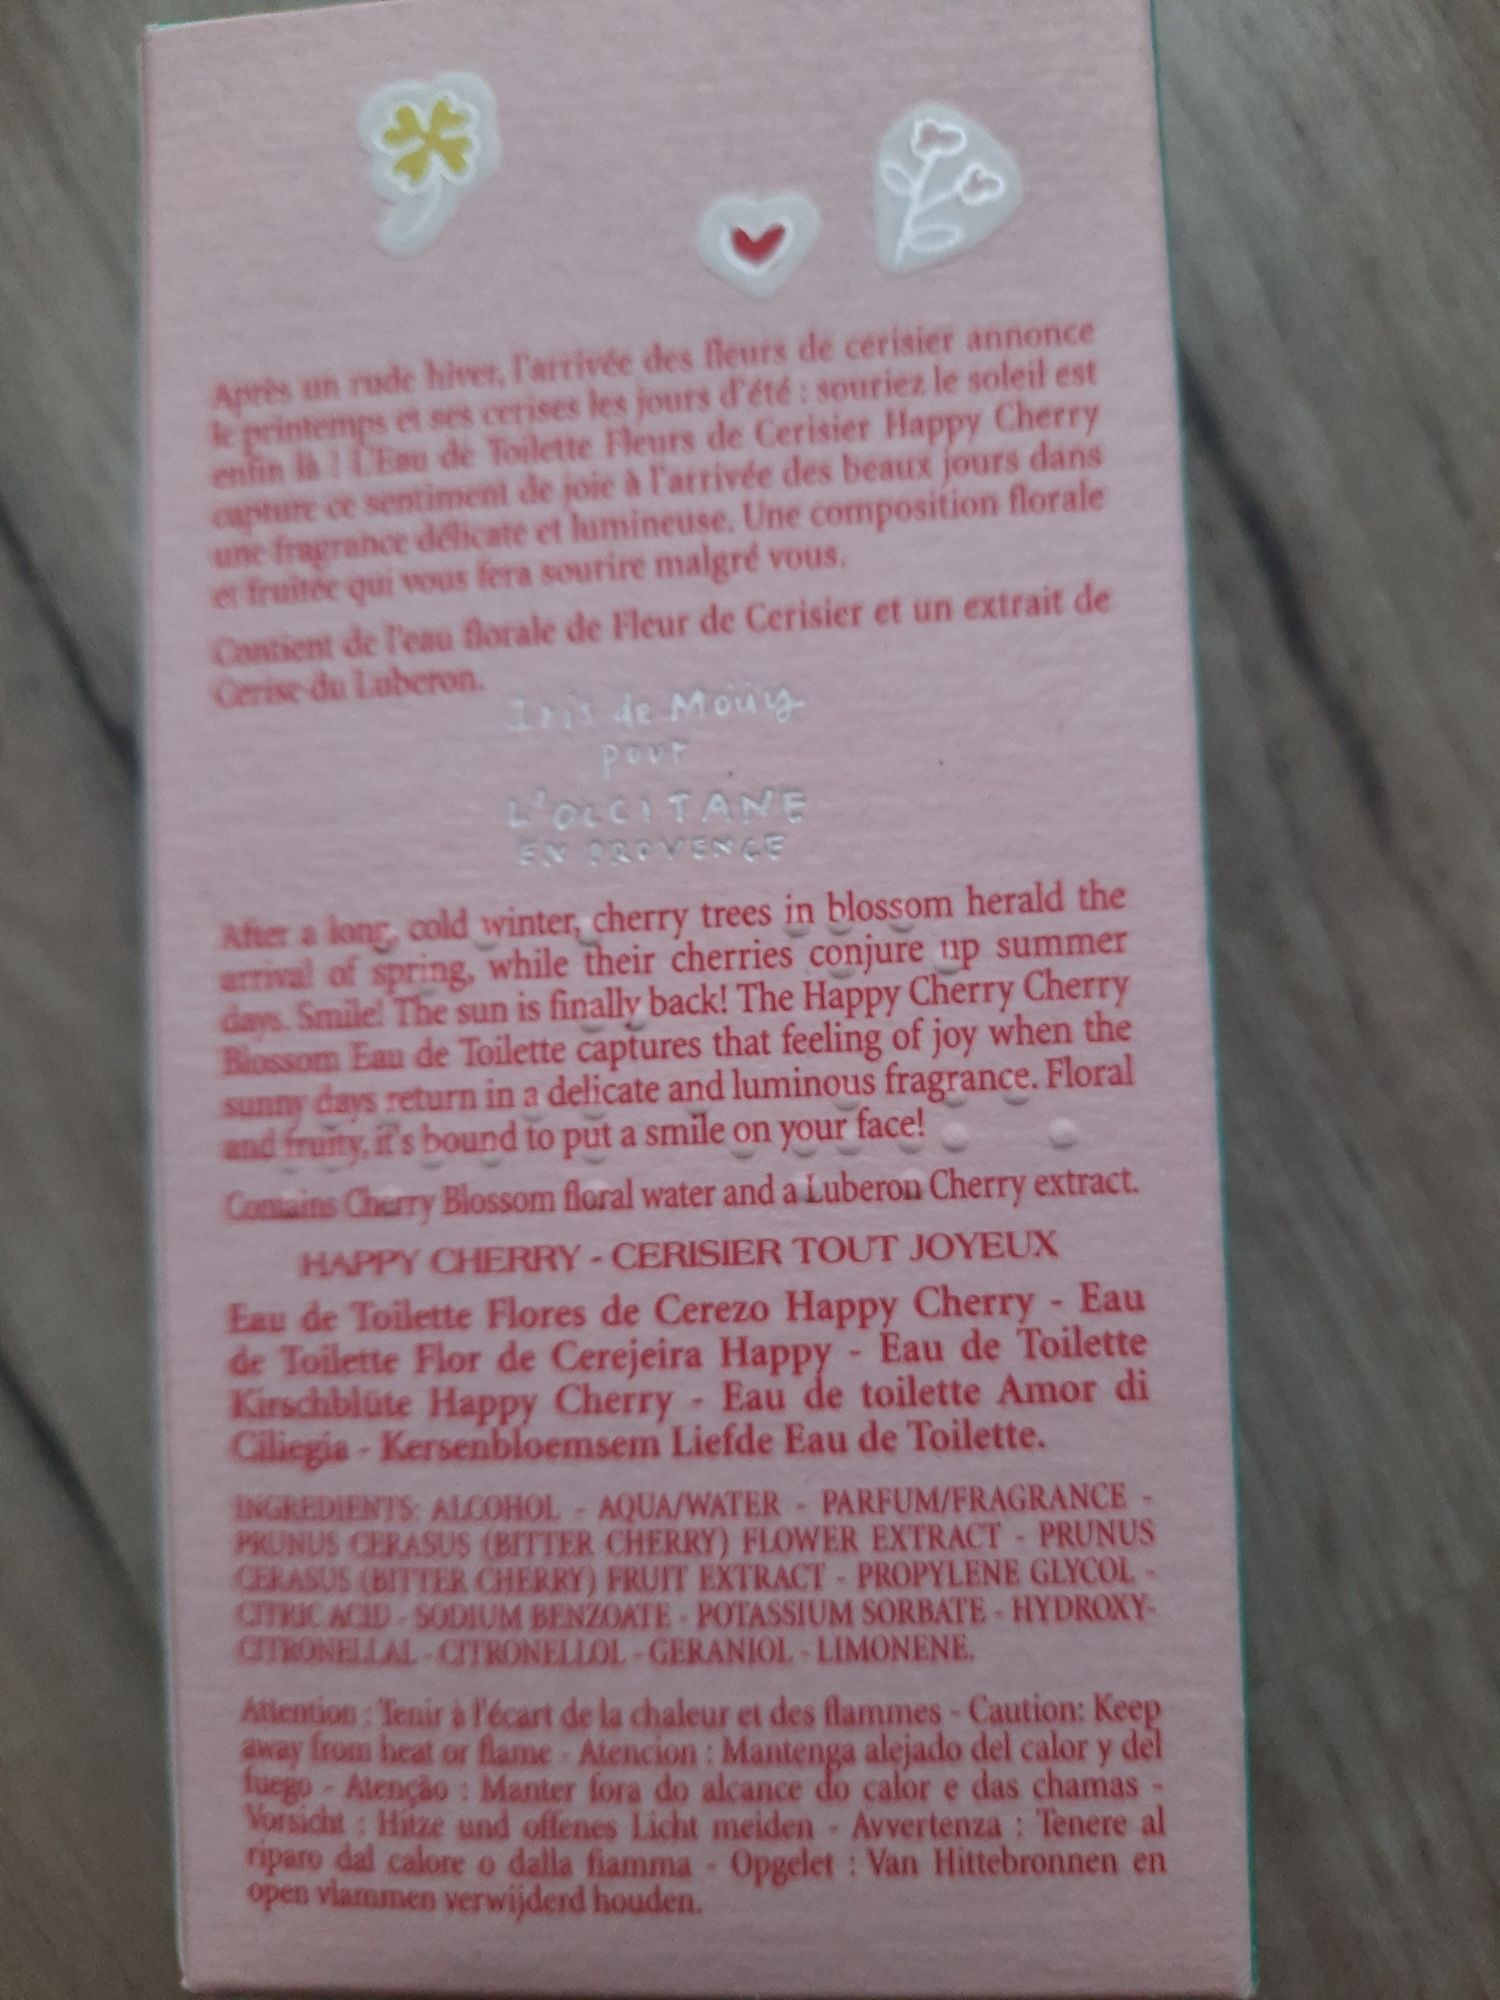 Après un rude hiver, l'arrivée des fleurs de cerisier annonce
le printemps et ses cerises les jours d'été : souriez le soleil est
enfin là ! L'Eau de Toilette Fleurs de Cerisier Happy Cherry
capture ce sentiment de joie à l'arrivée des beaux jours dans
une fragrance délicate et lumineuse. Une composition florale
et fruitée qui vous fera sourire malgré vous.
Contient de l'eau florale de Fleur de Cerisier et un extrait de
Cerise du Luberon.
Iris de Moüy
pour
L'OCCITANE
EN PROVENCE
After a long, cold winter, cherry trees in blossom herald the
arrival of spring, while their cherries conjure up summer
days. Smile! The sun is finally back! The Happy Cherry Cherry
Blossom Eau de Toilette captures that feeling of joy when the
sunny days return in a delicate and luminous fragrance. Floral
and fruity, it's bound to put a smile on your face!
Contains Cherry Blossom floral water and a Luberon Cherry extract.
HAPPY CHERRY - CERISIER TOUT JOYEUX
Eau de Toilette Flores de Cerezo Happy Cherry - Eau
de Toilette Flor de Cerejeira Happy - Eau de Toilette
Kirschblüte Happy Cherry - Eau de toilette Amor di
Ciliegia - Kersenbloemsem Liefde Eau de Toilette.
INGREDIENTS: ALCOHOL - AQUA/WATER - PARFUM/FRAGRANCE -
PRUNUS CERASUS (BITTER CHERRY) FLOWER EXTRACT - PRUNUS
CERASUS (BITTER CHERRY) FRUIT EXTRACT - PROPYLENE GLYCOL -
CITRIC ACID - SODIUM BENZOATE - POTASSIUM SORBATE - HYDROXY-
CITRONELLAL - CITRONELLOL - GERANIOL - LIMONENE.
Attention : Tenir à l'écart de la chaleur et des flammes - Caution: Keep
away from heat or flame - Atencion : Mantenga alejado del calor y del
fuego - Atenção : Manter fora do alcance do calor e das chamas -
Vorsicht : Hitze und offenes Licht meiden - Avvertenza : Tenere al
riparo dal calore o dalla fiamma - Opgelet : Van Hittebronnen en
open vlammen verwijderd houden.